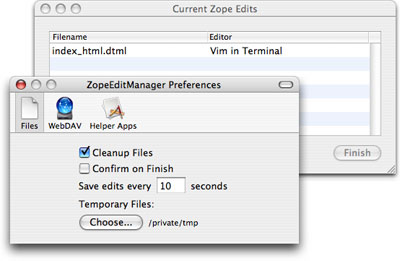 Current Zope Edits
Filename Editor
index_html.dtml Vim in Terminal
Finish
ZopeEditManager Preferences
Files WebDAV Helper Apps
Cleanup Files
Confirm on Finish
Save edits every 10 seconds
Temporary Files:
Choose... /private/tmp